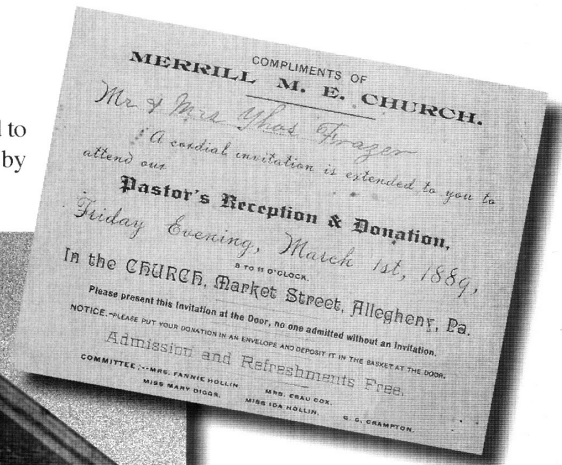 to
by
COMPLIMENTS OF
MERRILL M. E. CHURCH.
Mr & Mrs Thos Frazer
A cordial invitation is extended to you to
attend our
Pastor's Reception & Donation,
Friday Evening, March 1st, 1889,
8 TO 11 O'CLOCK.
In the CHURCH, Market Street, Allegheny, Pa.
Please present this Invitation at the Door, no one admitted without an Invitation.
NOTICE.-PLEASE PUT YOUR DONATION IN AN ENVELOPE AND DEPOSIT IT IN THE BASKET AT THE DOOR.
Admission and Refreshments Free.
COMMITTEE:--MRS. FANNIE HOLLIN MRS. ESAU COX.
MISS MARY DIGGS. MISS IDA HOLLIN. C. G. CRAMPTON.